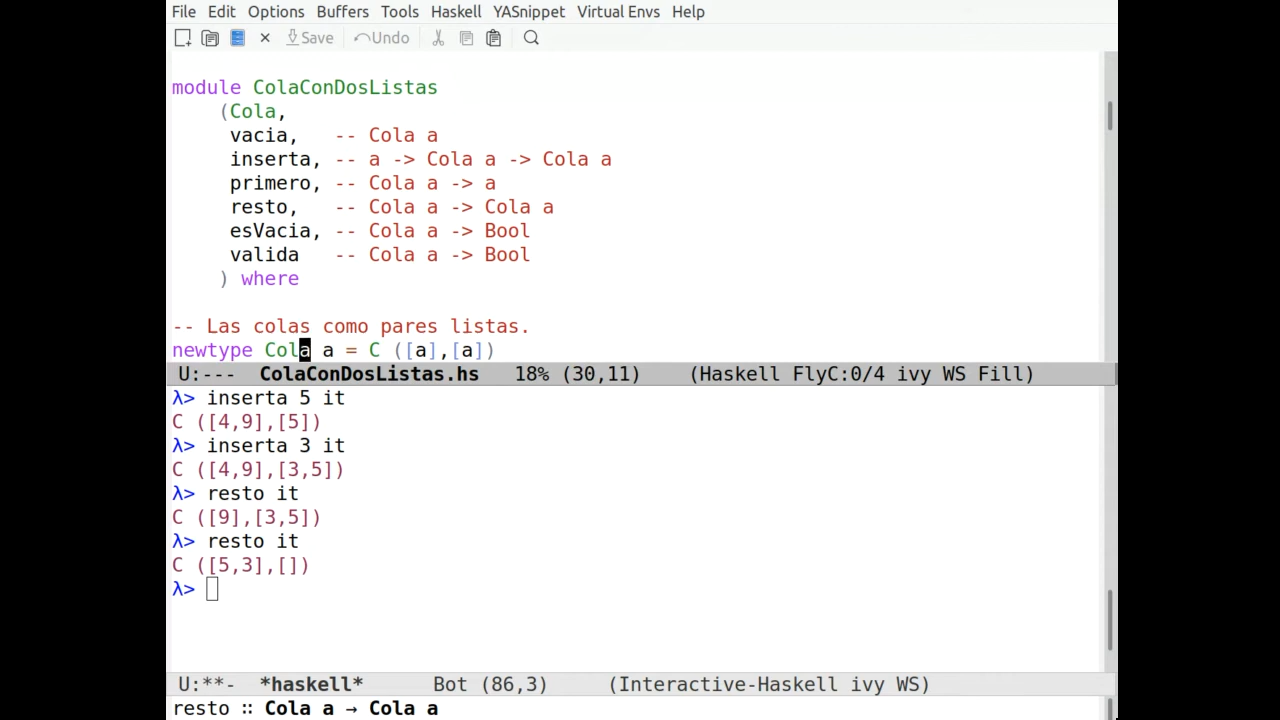 File Edit Options Buffers Tools Haskell YASnippet Virtual Envs Help
Save Undo
module ColaConDosListas
(Cola,
vacia, -- Cola a
inserta, -- a -> Cola a -> Cola a
primero, -- Cola a -> a
resto, -- Cola a -> Cola a
esVacia, -- Cola a -> Bool
valida -- Cola a -> Bool
) where
-- Las colas como pares listas.
newtype Cola a = C ([a],[a])
U:--- ColaConDosListas.hs 18% (30,11) (Haskell FlyC:0/4 ivy WS Fill)
λ> inserta 5 it
C ([4,9],[5])
λ> inserta 3 it
C ([4,9],[3,5])
λ> resto it
C ([9],[3,5])
λ> resto it
C ([5,3],[])
λ>
U:**- *haskell* Bot (86,3) (Interactive-Haskell ivy WS)
resto ∷ Cola a → Cola a